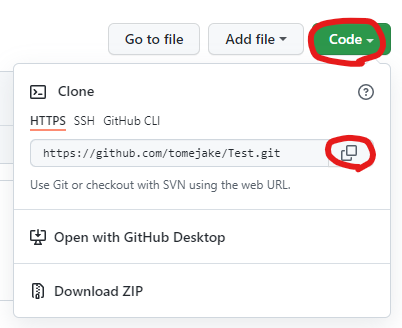 Go to file
Add file
Code
Clone
HTTPS SSH GitHub CLI
https://github.com/tomejake/Test.git
Use Git or checkout with SVN using the web URL.
Open with GitHub Desktop
Download ZIP